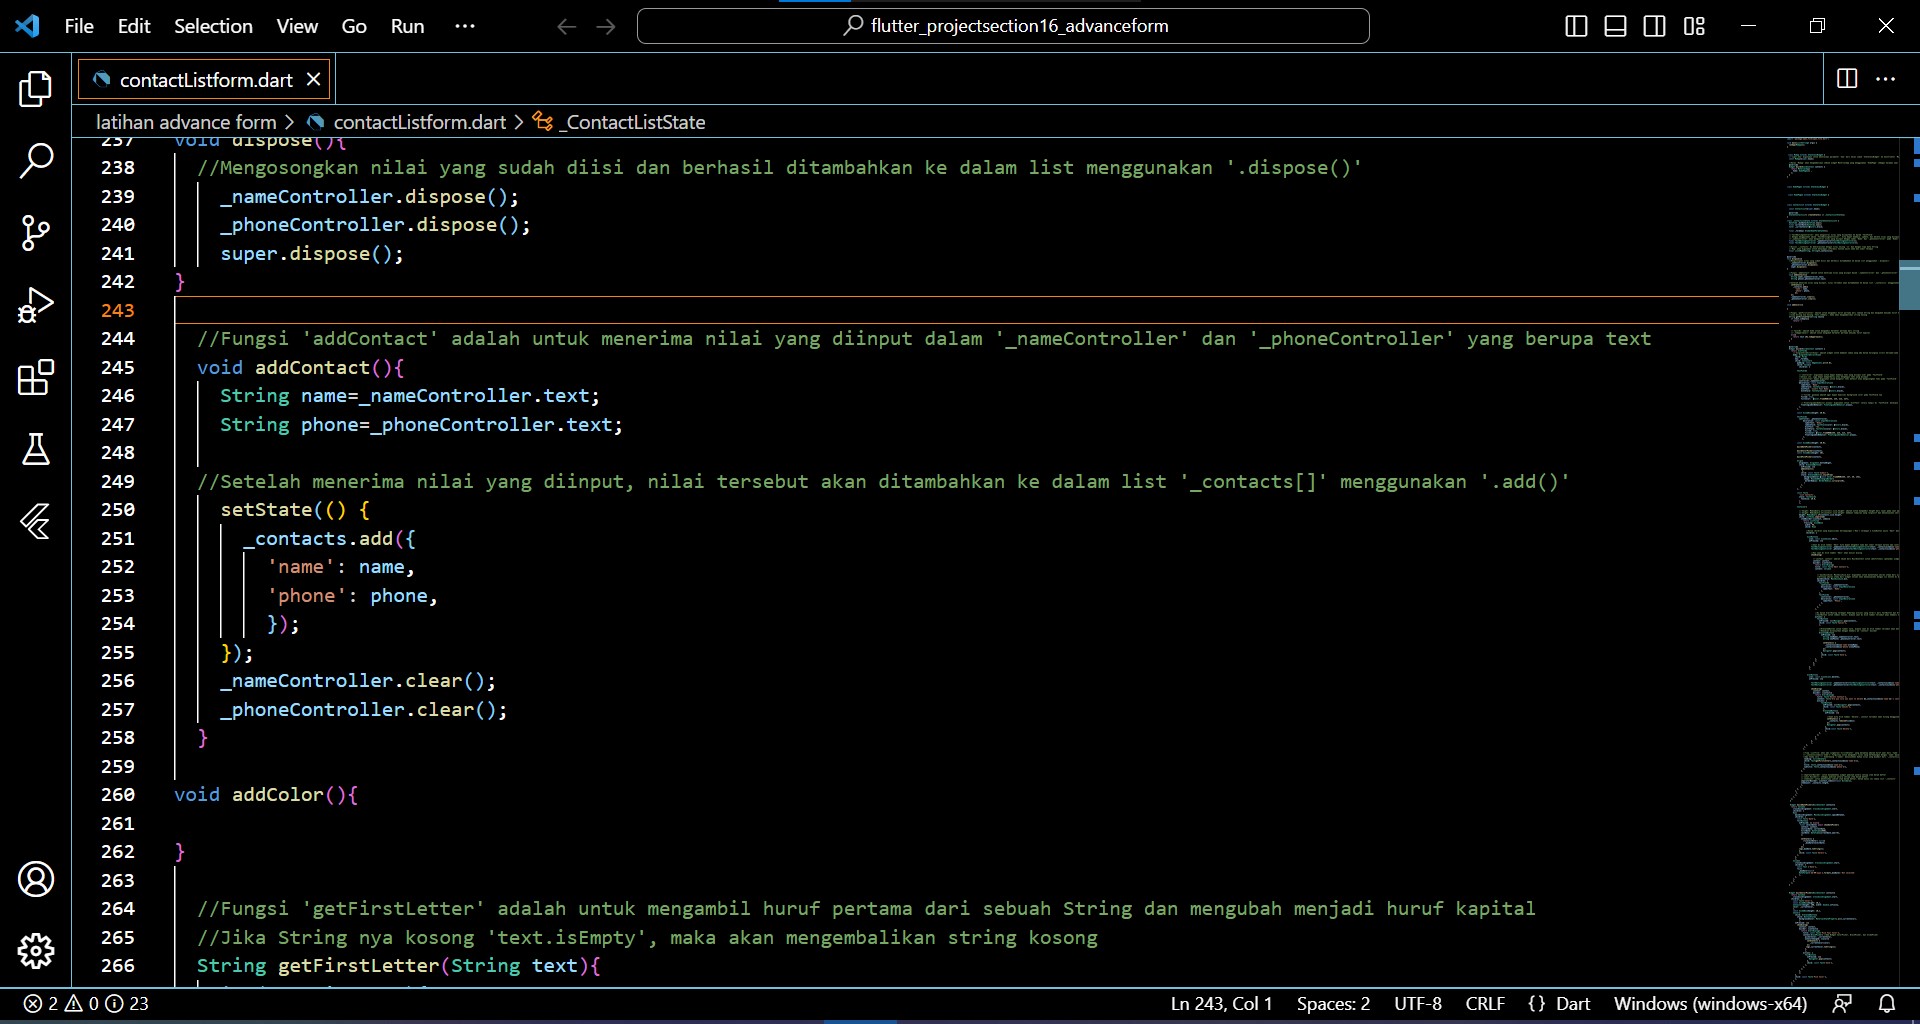 File Edit Selection View Go Run ···
flutter_projectsection16_advanceform
contactListform.dart
latihan advance form > contactListform.dart > _ContactListState
237 void dispose(){
238 //Mengosongkan nilai yang sudah diisi dan berhasil ditambahkan ke dalam list menggunakan '.dispose()'
239 _nameController.dispose();
240 _phoneController.dispose();
241 super.dispose();
242 }
243
244 //Fungsi 'addContact' adalah untuk menerima nilai yang diinput dalam '_nameController' dan '_phoneController' yang berupa text
245 void addContact(){
246 String name=_nameController.text;
247 String phone=_phoneController.text;
248
249 //Setelah menerima nilai yang diinput, nilai tersebut akan ditambahkan ke dalam list '_contacts[]' menggunakan '.add()'
250 setState(() {
251 _contacts.add({
252 'name': name,
253 'phone': phone,
254 });
255 });
256 _nameController.clear();
257 _phoneController.clear();
258 }
259
260 void addColor(){
261
262 }
263
264 //Fungsi 'getFirstLetter' adalah untuk mengambil huruf pertama dari sebuah String dan mengubah menjadi huruf kapital
265 //Jika String nya kosong 'text.isEmpty', maka akan mengembalikan string kosong
266 String getFirstLetter(String text){
2 0 23 Ln 243, Col 1 Spaces: 2 UTF-8 CRLF {} Dart Windows (windows-x64)